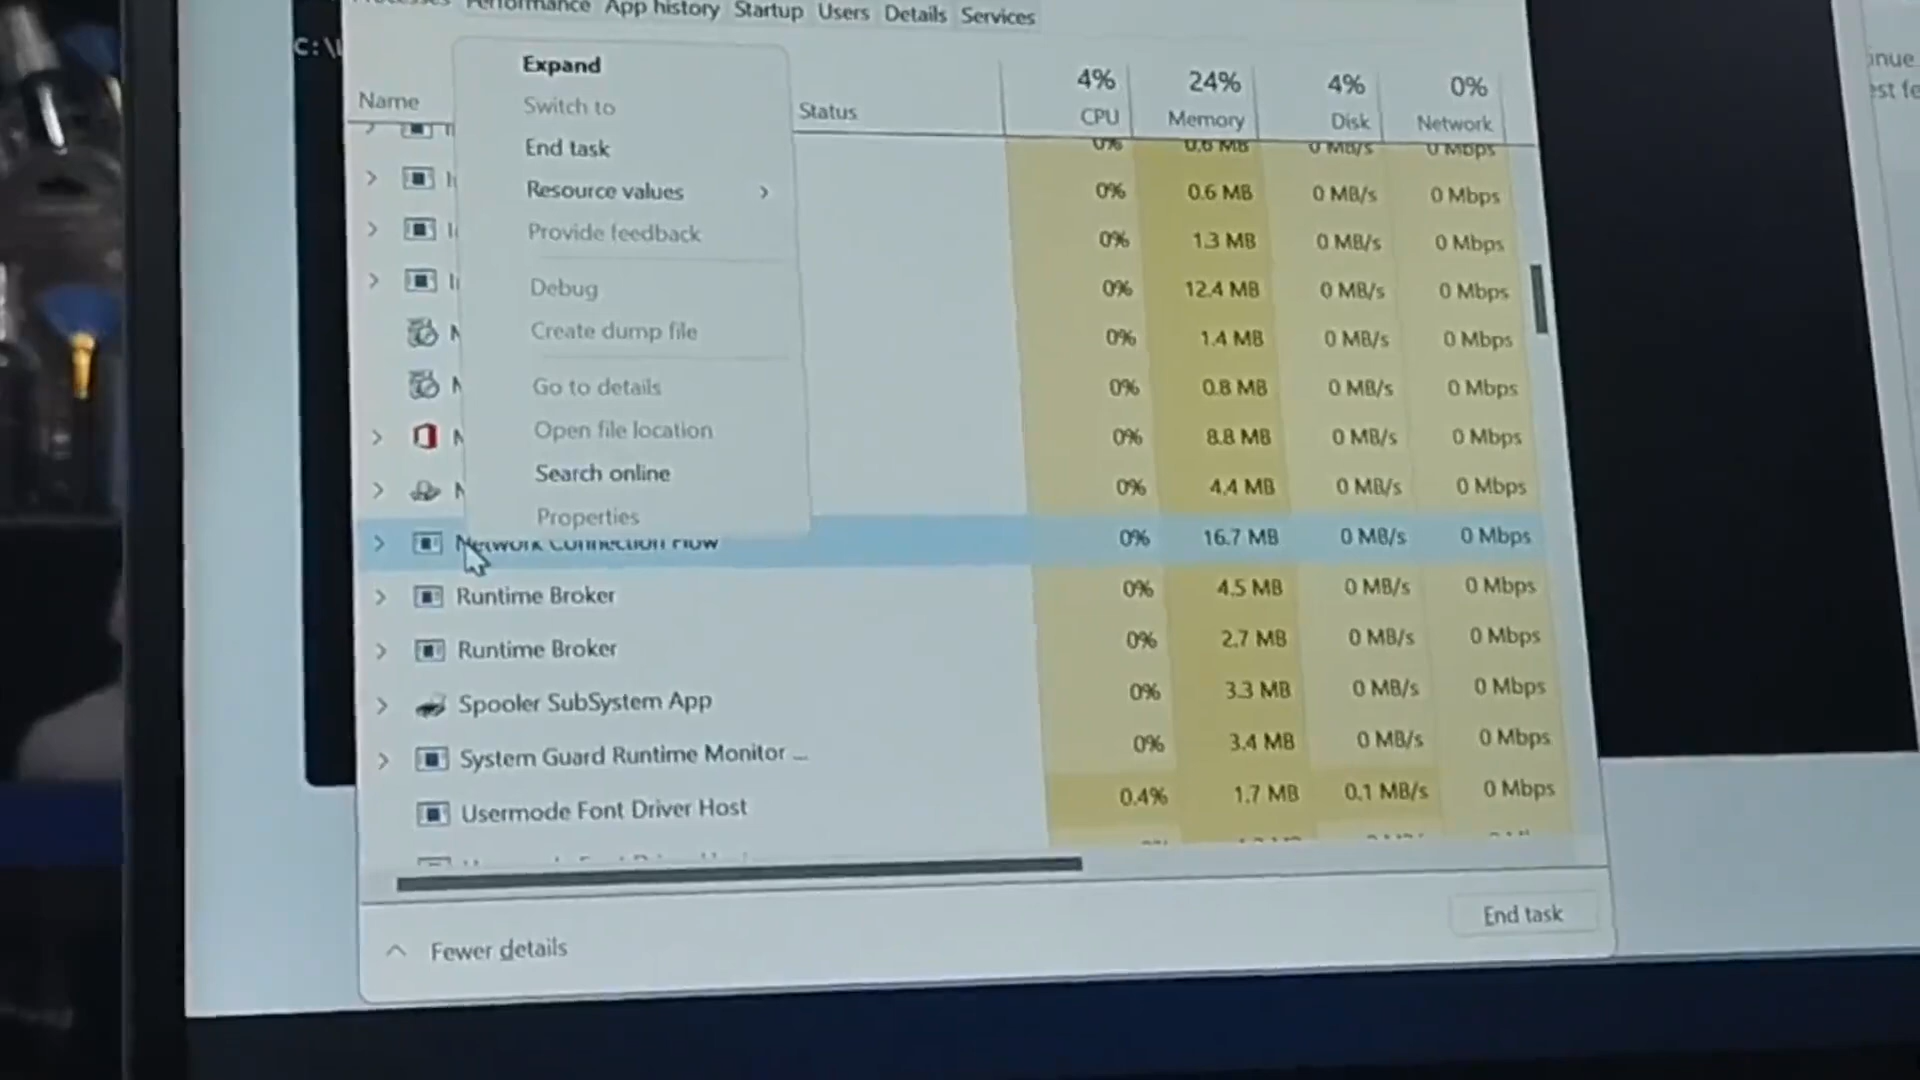 Performance App history Startup Users Details Services
C:\
Expand
Switch to
End task
Resource values
Provide feedback
Debug
Create dump file
Go to details
Open file location
Search online
Properties
Name
Status
4% 24% 4% 0%
CPU Memory Disk Network
0% 0.6 MB 0 MB/s 0 Mbps
0% 0.6 MB 0 MB/s 0 Mbps
0% 1.3 MB 0 MB/s 0 Mbps
0% 12.4 MB 0 MB/s 0 Mbps
0% 1.4 MB 0 MB/s 0 Mbps
0% 0.8 MB 0 MB/s 0 Mbps
0% 8.8 MB 0 MB/s 0 Mbps
0% 4.4 MB 0 MB/s 0 Mbps
Network Connection Flow 0% 16.7 MB 0 MB/s 0 Mbps
Runtime Broker 0% 4.5 MB 0 MB/s 0 Mbps
Runtime Broker 0% 2.7 MB 0 MB/s 0 Mbps
Spooler SubSystem App 0% 3.3 MB 0 MB/s 0 Mbps
System Guard Runtime Monitor ... 0% 3.4 MB 0 MB/s 0 Mbps
Usermode Font Driver Host 0.4% 1.7 MB 0.1 MB/s 0 Mbps
Fewer details
End task